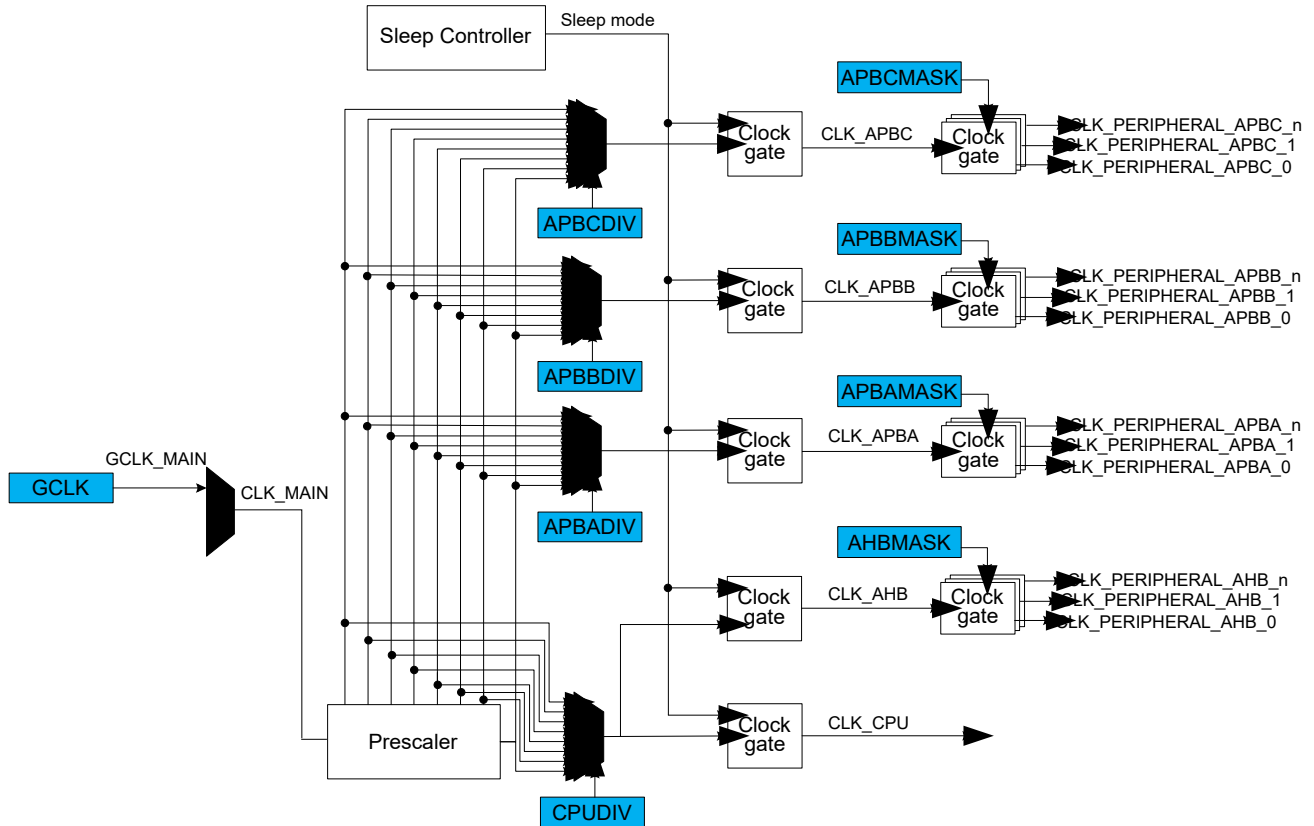 Sleep Controller
Sleep mode
APBCMASK
Clock
gate
CLK_APBC
Clock
gate
CLK_PERIPHERAL_APBC_n
CLK_PERIPHERAL_APBC_1
CLK_PERIPHERAL_APBC_0
APBCDIV
APBBMASK
Clock
gate
CLK_APBB
Clock
gate
CLK_PERIPHERAL_APBB_n
CLK_PERIPHERAL_APBB_1
CLK_PERIPHERAL_APBB_0
APBBDIV
APBAMASK
Clock
gate
CLK_APBA
Clock
gate
CLK_PERIPHERAL_APBA_n
CLK_PERIPHERAL_APBA_1
CLK_PERIPHERAL_APBA_0
GCLK
GCLK_MAIN
CLK_MAIN
APBADIV
AHBMASK
Clock
gate
CLK_AHB
Clock
gate
CLK_PERIPHERAL_AHB_n
CLK_PERIPHERAL_AHB_1
CLK_PERIPHERAL_AHB_0
Prescaler
Clock
gate
CLK_CPU
CPUDIV